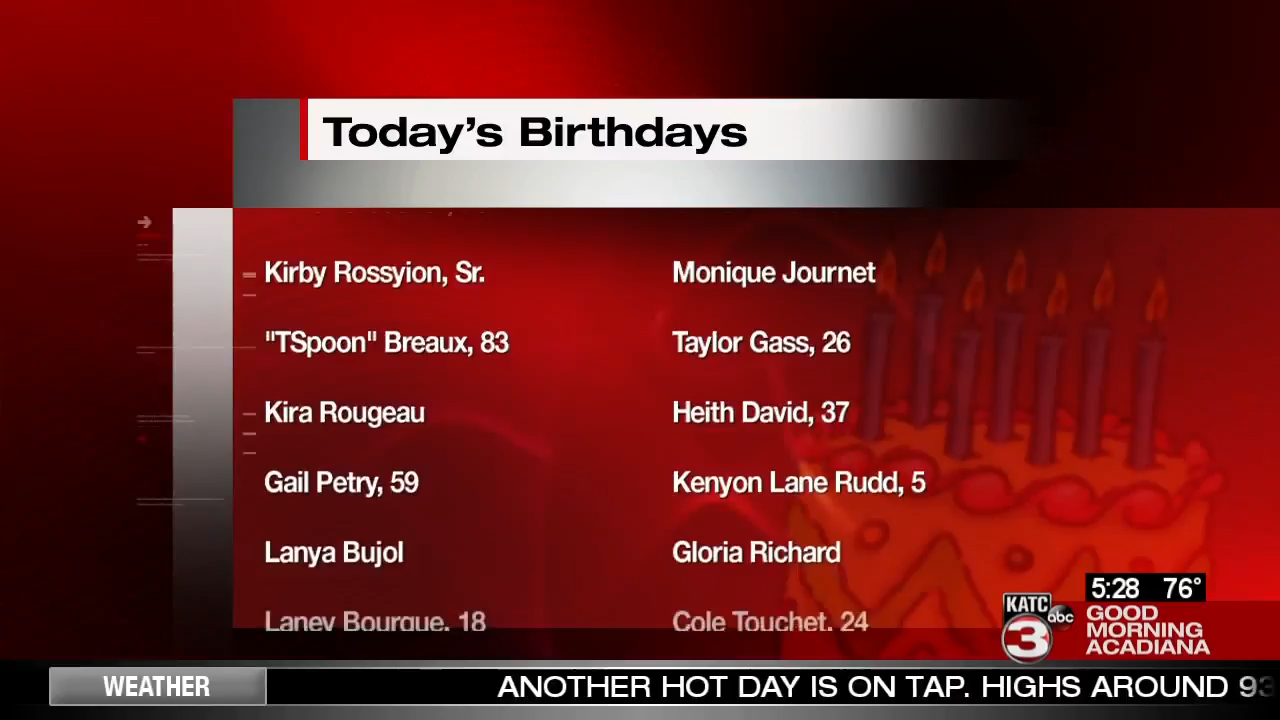 Today's Birthdays
Kirby Rossyion, Sr.
Monique Journet
"TSpoon" Breaux, 83
Taylor Gass, 26
Kira Rougeau
Heith David, 37
Gail Petry, 59
Kenyon Lane Rudd, 5
Lanya Bujol
Gloria Richard
Laney Bourque, 18
Cole Touchet, 24
KATC
3
abc
5:28 76°
GOOD
MORNING
ACADIANA
WEATHER
ANOTHER HOT DAY IS ON TAP. HIGHS AROUND 93